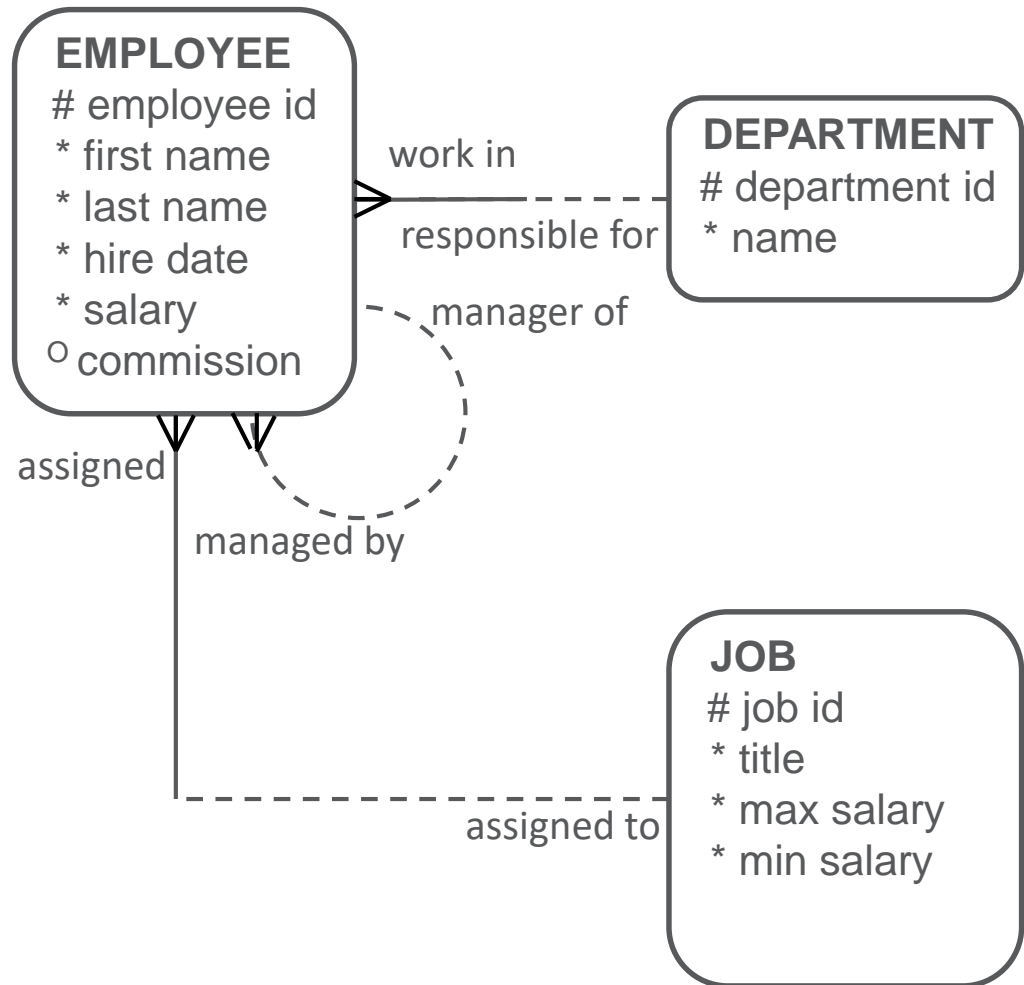 EMPLOYEE
# employee id
* first name
* last name
* hire date
* salary
o commission
work in
responsible for
DEPARTMENT
# department id
* name
manager of
managed by
assigned
assigned to
JOB
# job id
* title
* max salary
* min salary